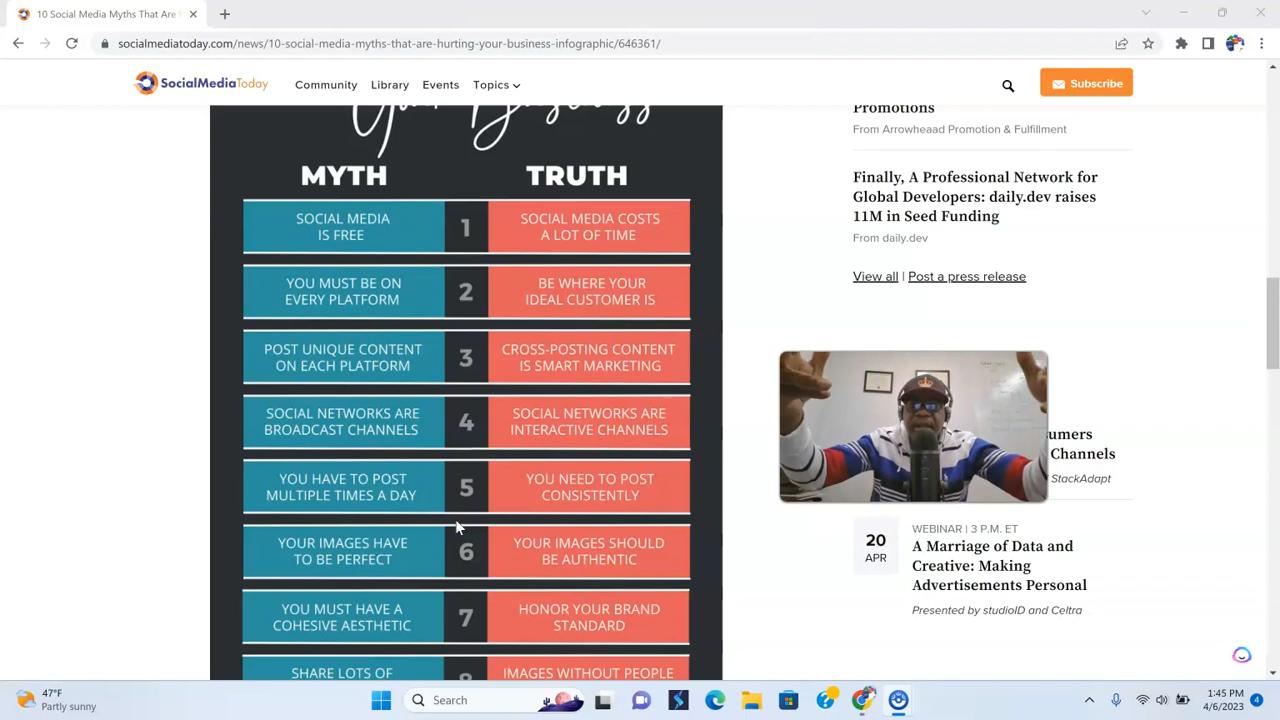 10 Social Media Myths That Are
socialmediatoday.com/news/10-social-media-myths-that-are-hurting-your-business-infographic/646361/
SocialMediaToday
Community
Library
Events
Topics
Subscribe
Your Business
MYTH
TRUTH
SOCIAL MEDIA
IS FREE
1
SOCIAL MEDIA COSTS
A LOT OF TIME
YOU MUST BE ON
EVERY PLATFORM
2
BE WHERE YOUR
IDEAL CUSTOMER IS
POST UNIQUE CONTENT
ON EACH PLATFORM
3
CROSS-POSTING CONTENT
IS SMART MARKETING
SOCIAL NETWORKS ARE
BROADCAST CHANNELS
4
SOCIAL NETWORKS ARE
INTERACTIVE CHANNELS
YOU HAVE TO POST
MULTIPLE TIMES A DAY
5
YOU NEED TO POST
CONSISTENTLY
YOUR IMAGES HAVE
TO BE PERFECT
6
YOUR IMAGES SHOULD
BE AUTHENTIC
YOU MUST HAVE A
COHESIVE AESTHETIC
7
HONOR YOUR BRAND
STANDARD
SHARE LOTS OF
8
IMAGES WITHOUT PEOPLE
Promotions
From Arrowheaad Promotion & Fulfillment
Finally, A Professional Network for
Global Developers: daily.dev raises
11M in Seed Funding
From daily.dev
View all | Post a press release
umers
Channels
StackAdapt
20
APR
WEBINAR | 3 P.M. ET
A Marriage of Data and
Creative: Making
Advertisements Personal
Presented by studioID and Celtra
47°F
Partly sunny
Search
1:45 PM
4/6/2023
4